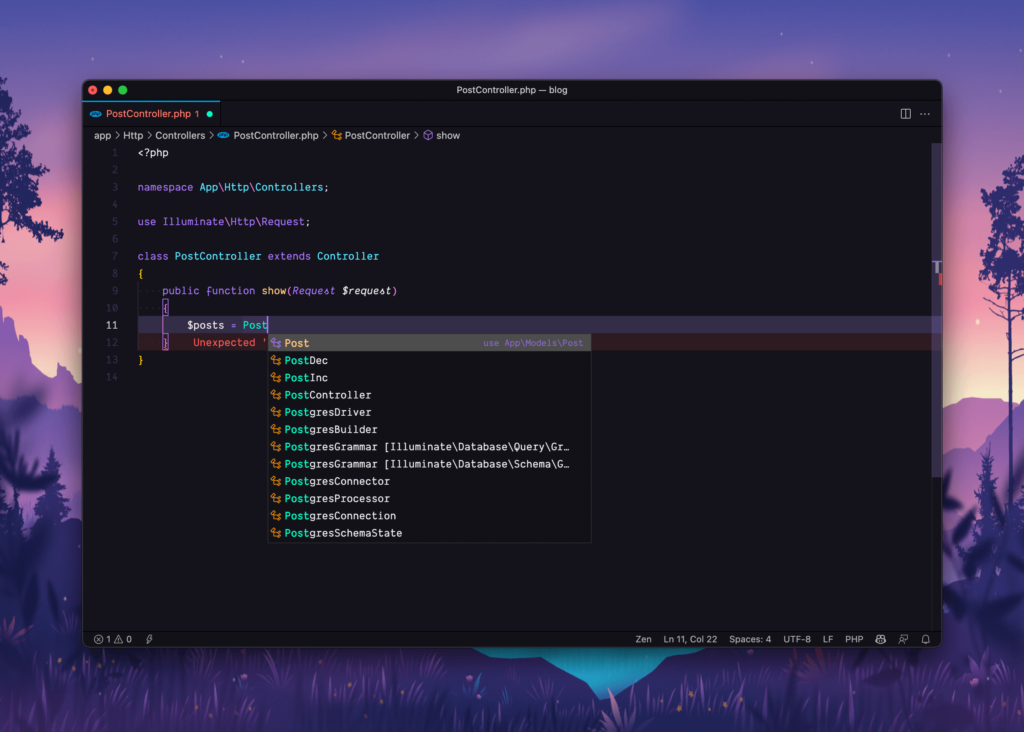 PostController.php — blog
PostController.php 1
app > Http > Controllers > PostController.php > PostController > show
1 <?php
2
3 namespace App\Http\Controllers;
4
5 use Illuminate\Http\Request;
6
7 class PostController extends Controller
8 {
9 public function show(Request $request)
10 {
11 $posts = Post
12 } Unexpected '
Post use App\Models\Post
PostDec
13 }
PostInc
14
PostController
PostgresDriver
PostgresBuilder
PostgresGrammar [Illuminate\Database\Query\Gr…
PostgresGrammar [Illuminate\Database\Schema\G…
PostgresConnector
PostgresProcessor
PostgresConnection
PostgresSchemaState
1 0 Zen Ln 11, Col 22 Spaces: 4 UTF-8 LF PHP